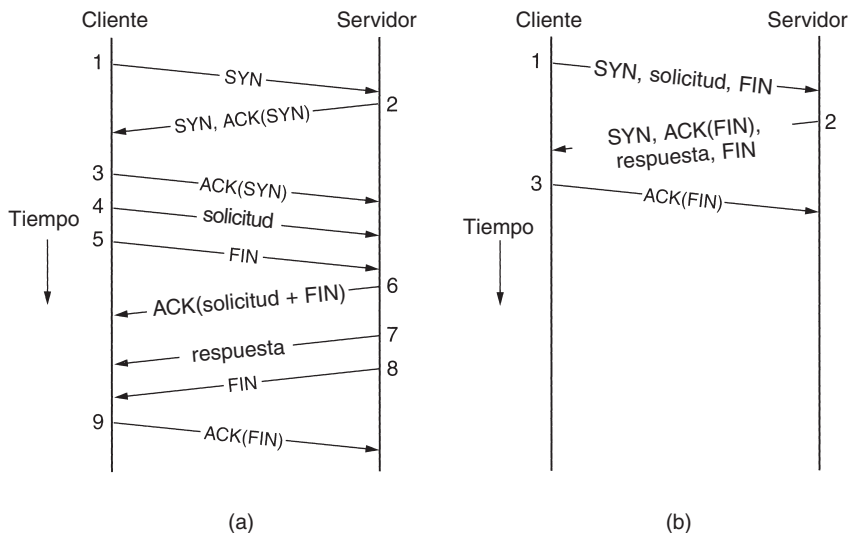 Cliente
Servidor
1
SYN
2
SYN, ACK(SYN)
3
ACK(SYN)
4
solicitud
Tiempo
5
FIN
6
ACK(solicitud + FIN)
7
respuesta
8
FIN
9
ACK(FIN)
(a)
Cliente
Servidor
1
SYN, solicitud, FIN
2
SYN, ACK(FIN),
respuesta, FIN
3
ACK(FIN)
Tiempo
(b)